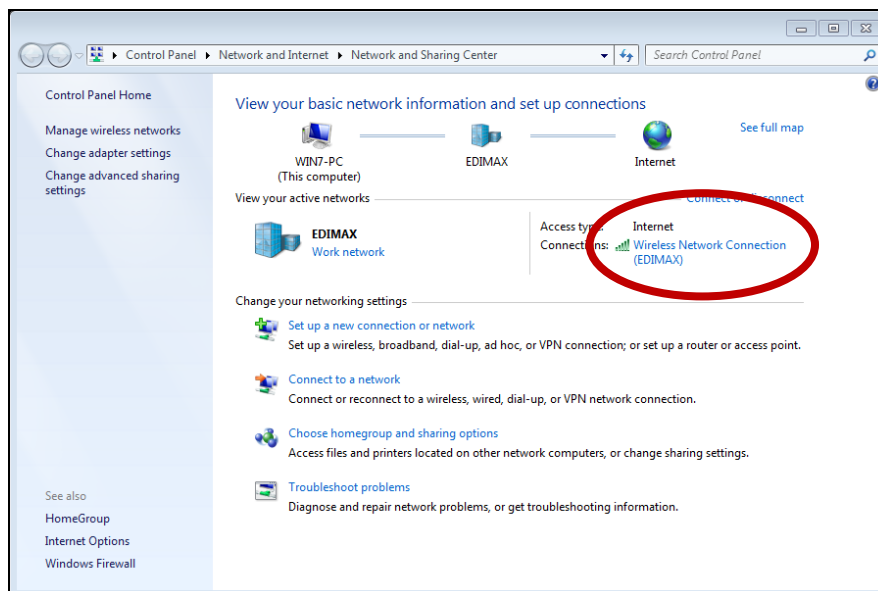 Control Panel Network and Internet Network and Sharing Center Search Control Panel
Control Panel Home
Manage wireless networks
Change adapter settings
Change advanced sharing
settings
View your basic network information and set up connections
See full map
WIN7-PC
(This computer)
EDIMAX
Internet
View your active networks
Connect or disconnect
EDIMAX
Work network
Access type: Internet
Connections: Wireless Network Connection
(EDIMAX)
Change your networking settings
Set up a new connection or network
Set up a wireless, broadband, dial-up, ad hoc, or VPN connection; or set up a router or access point.
Connect to a network
Connect or reconnect to a wireless, wired, dial-up, or VPN network connection.
Choose homegroup and sharing options
Access files and printers located on other network computers, or change sharing settings.
Troubleshoot problems
Diagnose and repair network problems, or get troubleshooting information.
See also
HomeGroup
Internet Options
Windows Firewall